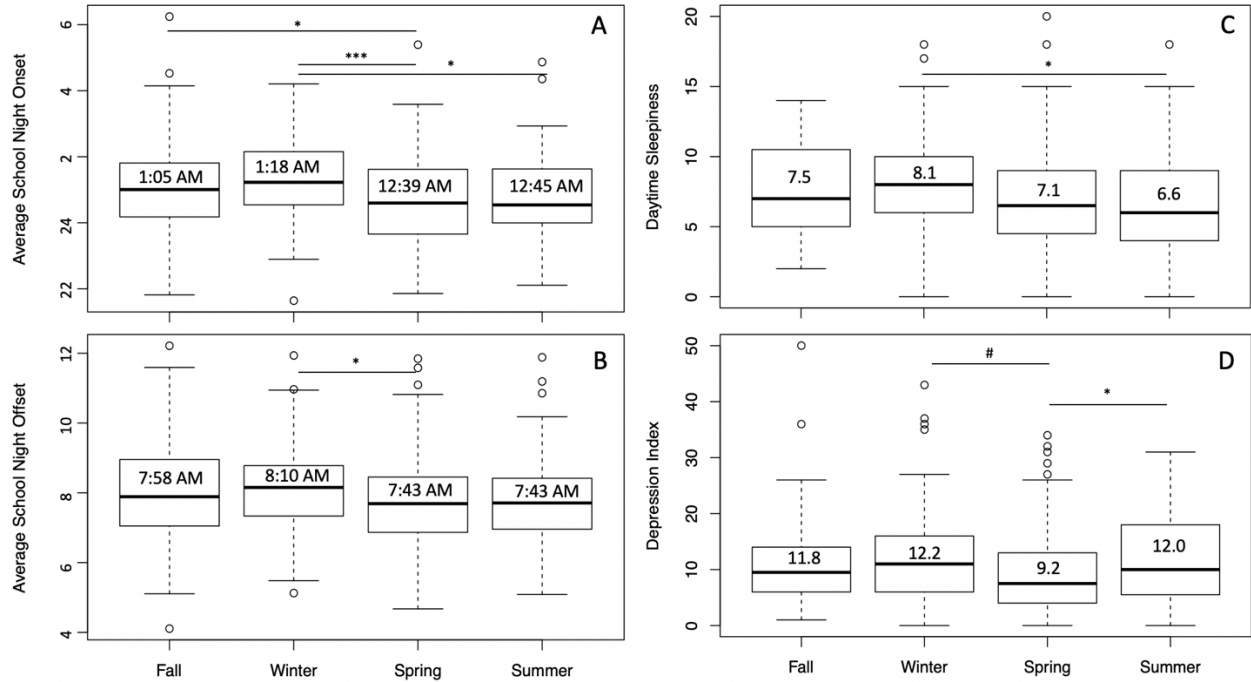 A
Average School Night Onset
6
4
2
24
22
*
***
*
1:05 AM
1:18 AM
12:39 AM
12:45 AM
B
Average School Night Offset
12
10
8
6
4
*
7:58 AM
8:10 AM
7:43 AM
7:43 AM
Fall
Winter
Spring
Summer
C
Daytime Sleepiness
20
15
10
5
0
*
7.5
8.1
7.1
6.6
D
Depression Index
50
40
30
20
10
0
#
*
11.8
12.2
9.2
12.0
Fall
Winter
Spring
Summer